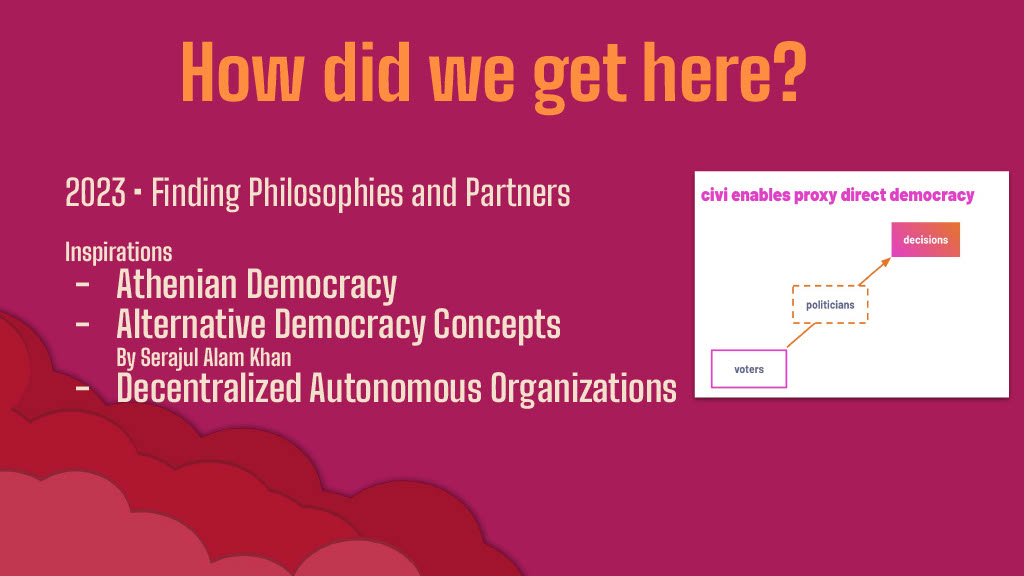 How did we get here?
2023 · Finding Philosophies and Partners
Inspirations
- Athenian Democracy
- Alternative Democracy Concepts
By Serajul Alam Khan
- Decentralized Autonomous Organizations
civi enables proxy direct democracy
decisions
politicians
voters